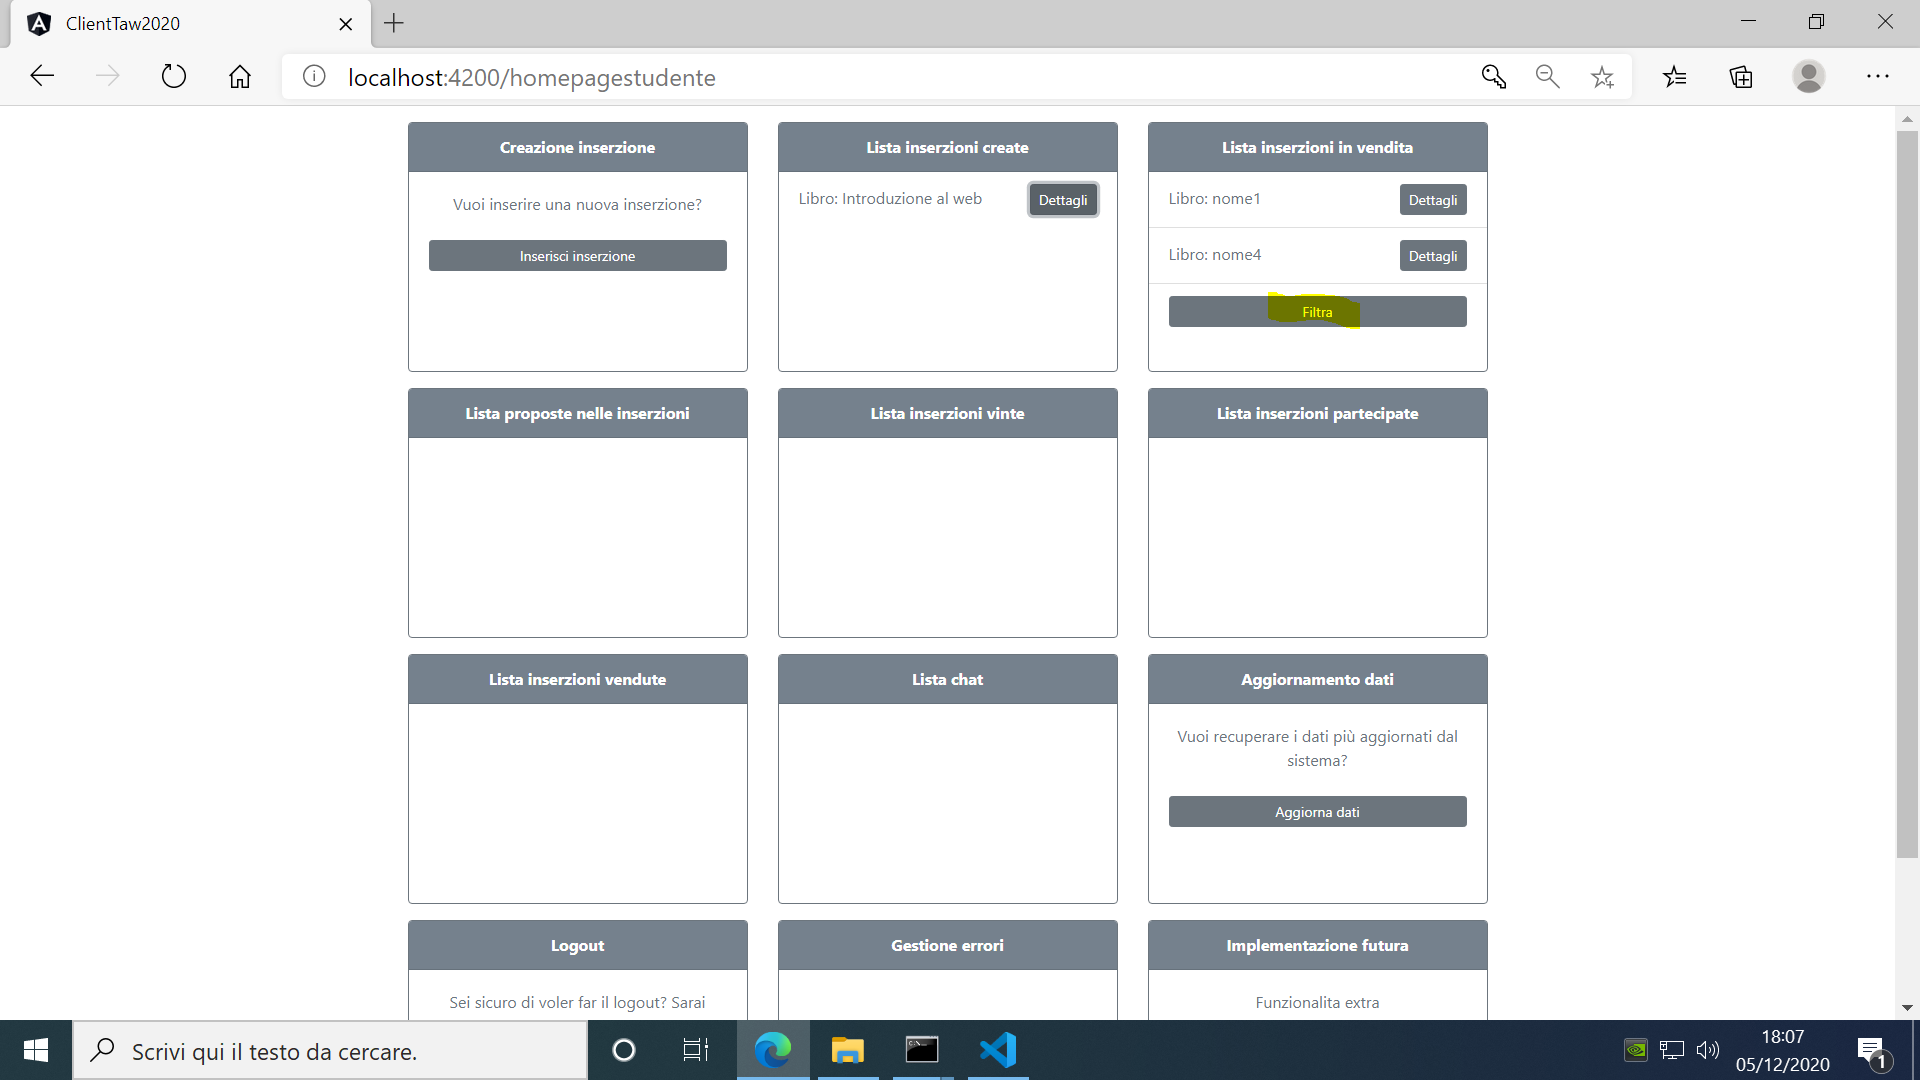 ClientTaw2020
localhost:4200/homepagestudente
Creazione inserzione
Vuoi inserire una nuova inserzione?
Inserisci inserzione
Lista inserzioni create
Libro: Introduzione al web
Dettagli
Lista inserzioni in vendita
Libro: nome1
Dettagli
Libro: nome4
Dettagli
Filtra
Lista proposte nelle inserzioni
Lista inserzioni vinte
Lista inserzioni partecipate
Lista inserzioni vendute
Lista chat
Aggiornamento dati
Vuoi recuperare i dati più aggiornati dal
sistema?
Aggiorna dati
Logout
Sei sicuro di voler far il logout? Sarai
Gestione errori
Implementazione futura
Funzionalita extra
Scrivi qui il testo da cercare.
18:07
05/12/2020
1